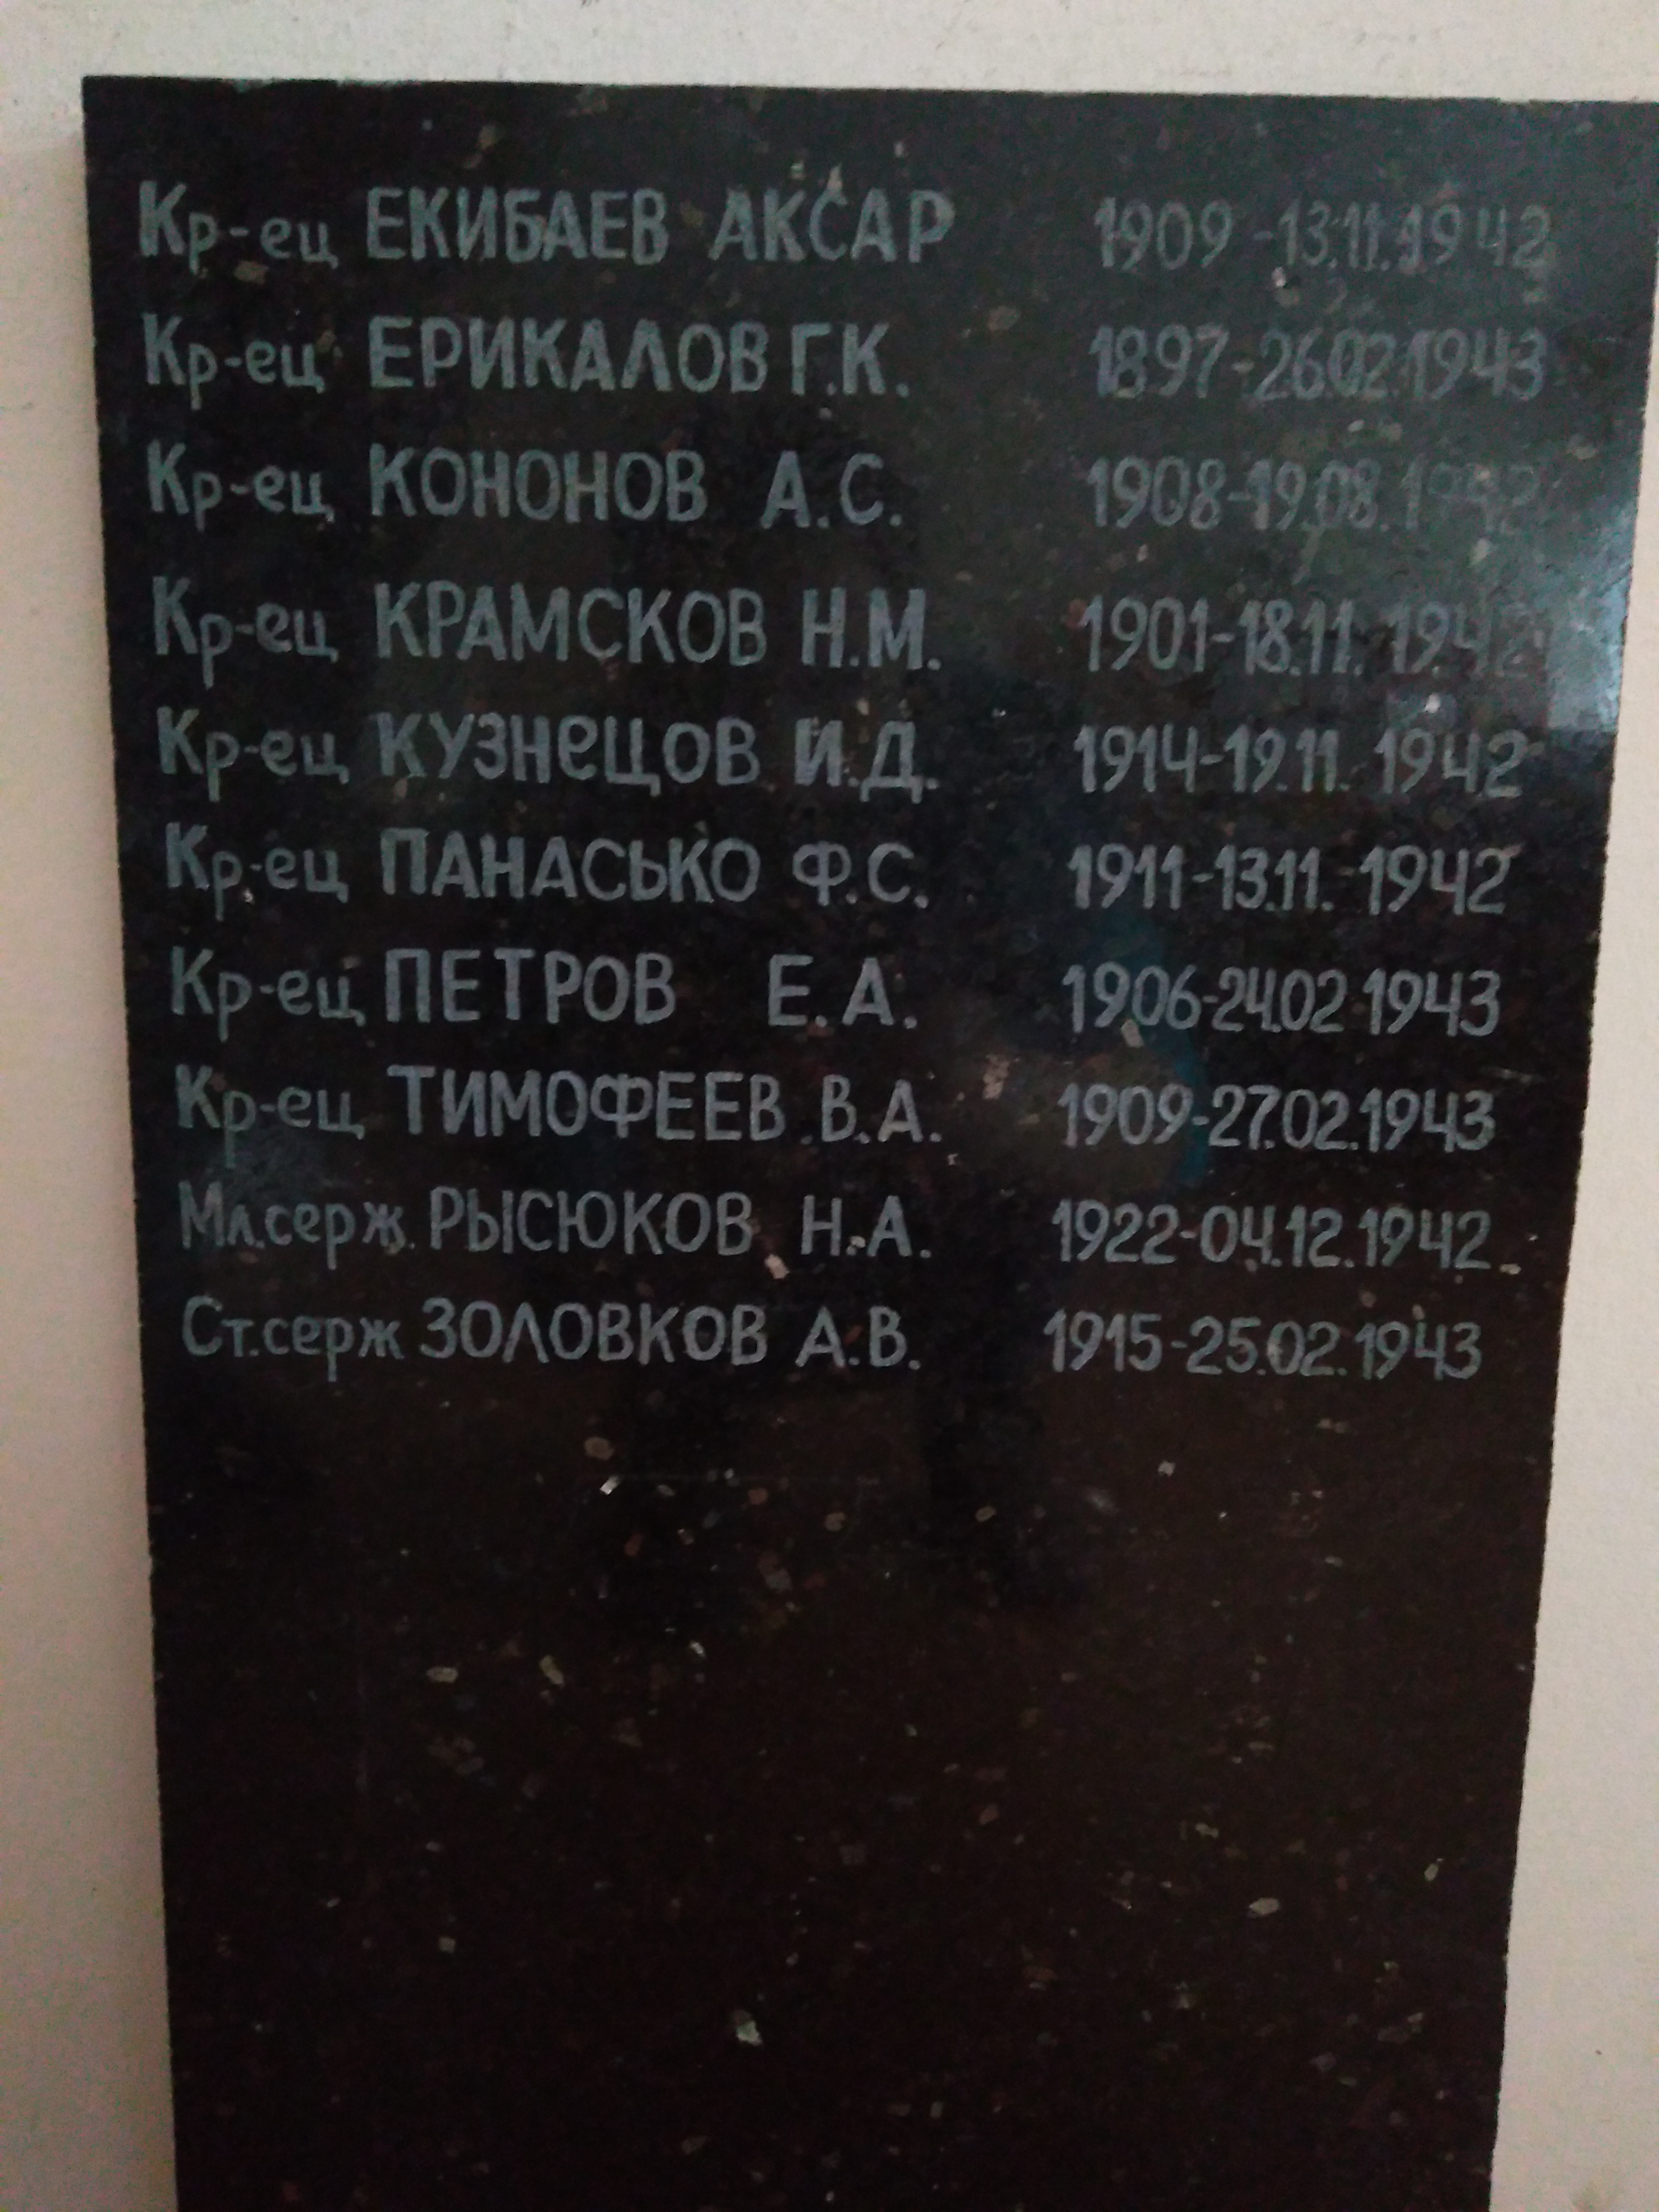 Кр-ец ЕКИБАЕВ АКСАР 1909-13.11.1942
Кр-ец ЕРИКАЛОВ Г.К. 1897-26.02.1943
Кр-ец КОНОНОВ А.С. 1908-19.08.1942
Кр-ец КРАМСКОВ Н.М. 1901-18.11.1942
Кр-ец КУЗНЕЦОВ И.Д. 1914-19.11.1942
Кр-ец ПАНАСЬКО Ф.С. 1911-13.11.1942
Кр-ец ПЕТРОВ Е.А. 1906-24.02.1943
Кр-ец ТИМОФЕЕВ В.А. 1909-27.02.1943
Мл.серж. РЫСЮКОВ Н.А. 1922-04.12.1942
Ст.серж ЗОЛОВКОВ А.В. 1915-25.02.1943